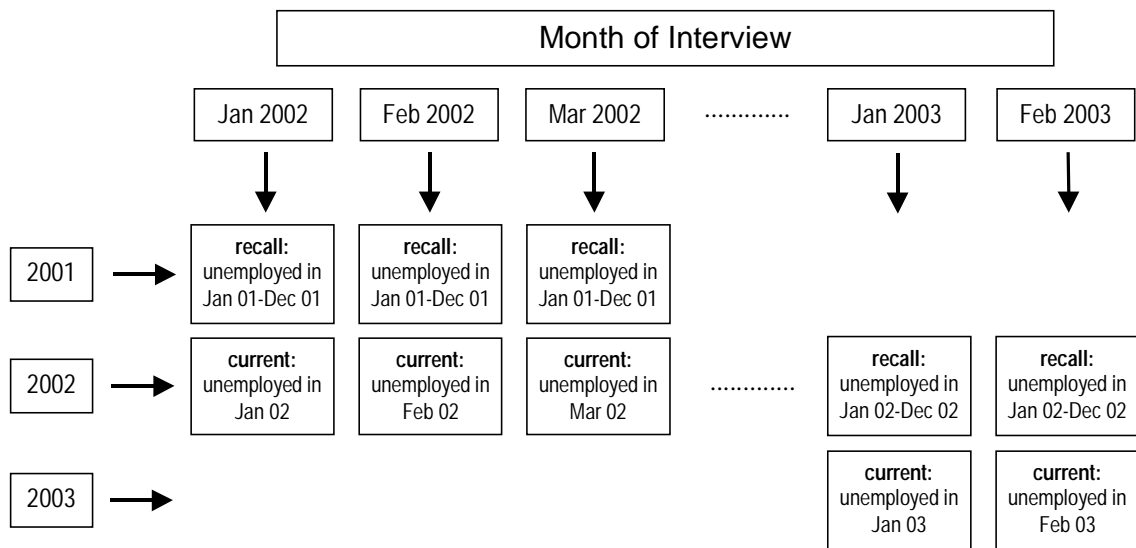 Month of Interview
Jan 2002
Feb 2002
Mar 2002
.............
Jan 2003
Feb 2003
2001
recall:
unemployed in
Jan 01-Dec 01
recall:
unemployed in
Jan 01-Dec 01
recall:
unemployed in
Jan 01-Dec 01
2002
current:
unemployed in
Jan 02
current:
unemployed in
Feb 02
current:
unemployed in
Mar 02
.............
recall:
unemployed in
Jan 02-Dec 02
recall:
unemployed in
Jan 02-Dec 02
2003
current:
unemployed in
Jan 03
current:
unemployed in
Feb 03